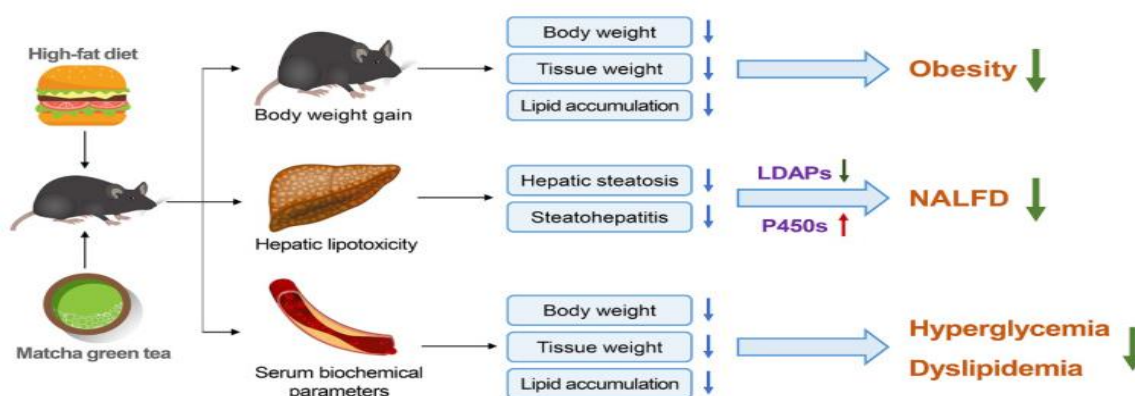 High-fat diet
Matcha green tea
Body weight gain
Body weight
Tissue weight
Lipid accumulation
Obesity
Hepatic lipotoxicity
Hepatic steatosis
Steatohepatitis
LDAPs
P450s
NALFD
Serum biochemical
parameters
Body weight
Tissue weight
Lipid accumulation
Hyperglycemia
Dyslipidemia